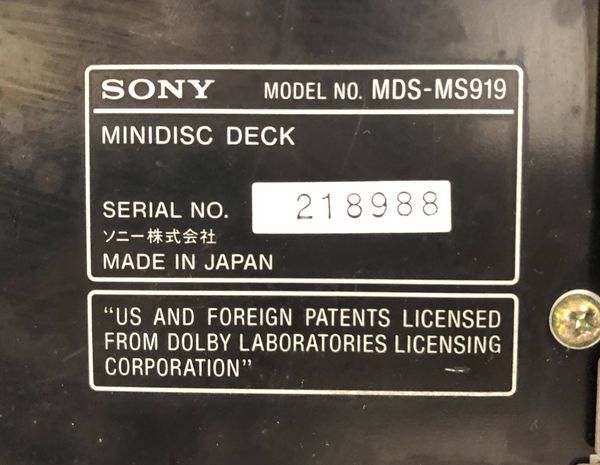 SONY MODEL NO. MDS-MS919
MINIDISC DECK
SERIAL NO. 218988
ソニー株式会社
MADE IN JAPAN
"US AND FOREIGN PATENTS LICENSED
FROM DOLBY LABORATORIES LICENSING
CORPORATION"